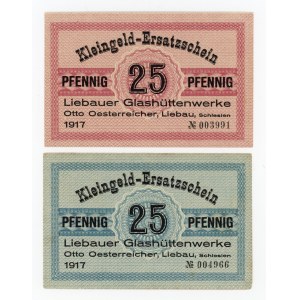 Kleingeld-Ersatzschein
PFENNIG 25 PFENNIG
Liebauer Glashüttenwerke
Otto Oesterreicher, Liebau, Schlesien
1917 № 003991
Kleingeld-Ersatzschein
PFENNIG 25 PFENNIG
Liebauer Glashüttenwerke
Otto Oesterreicher, Liebau, Schlesien
1917 № 004966